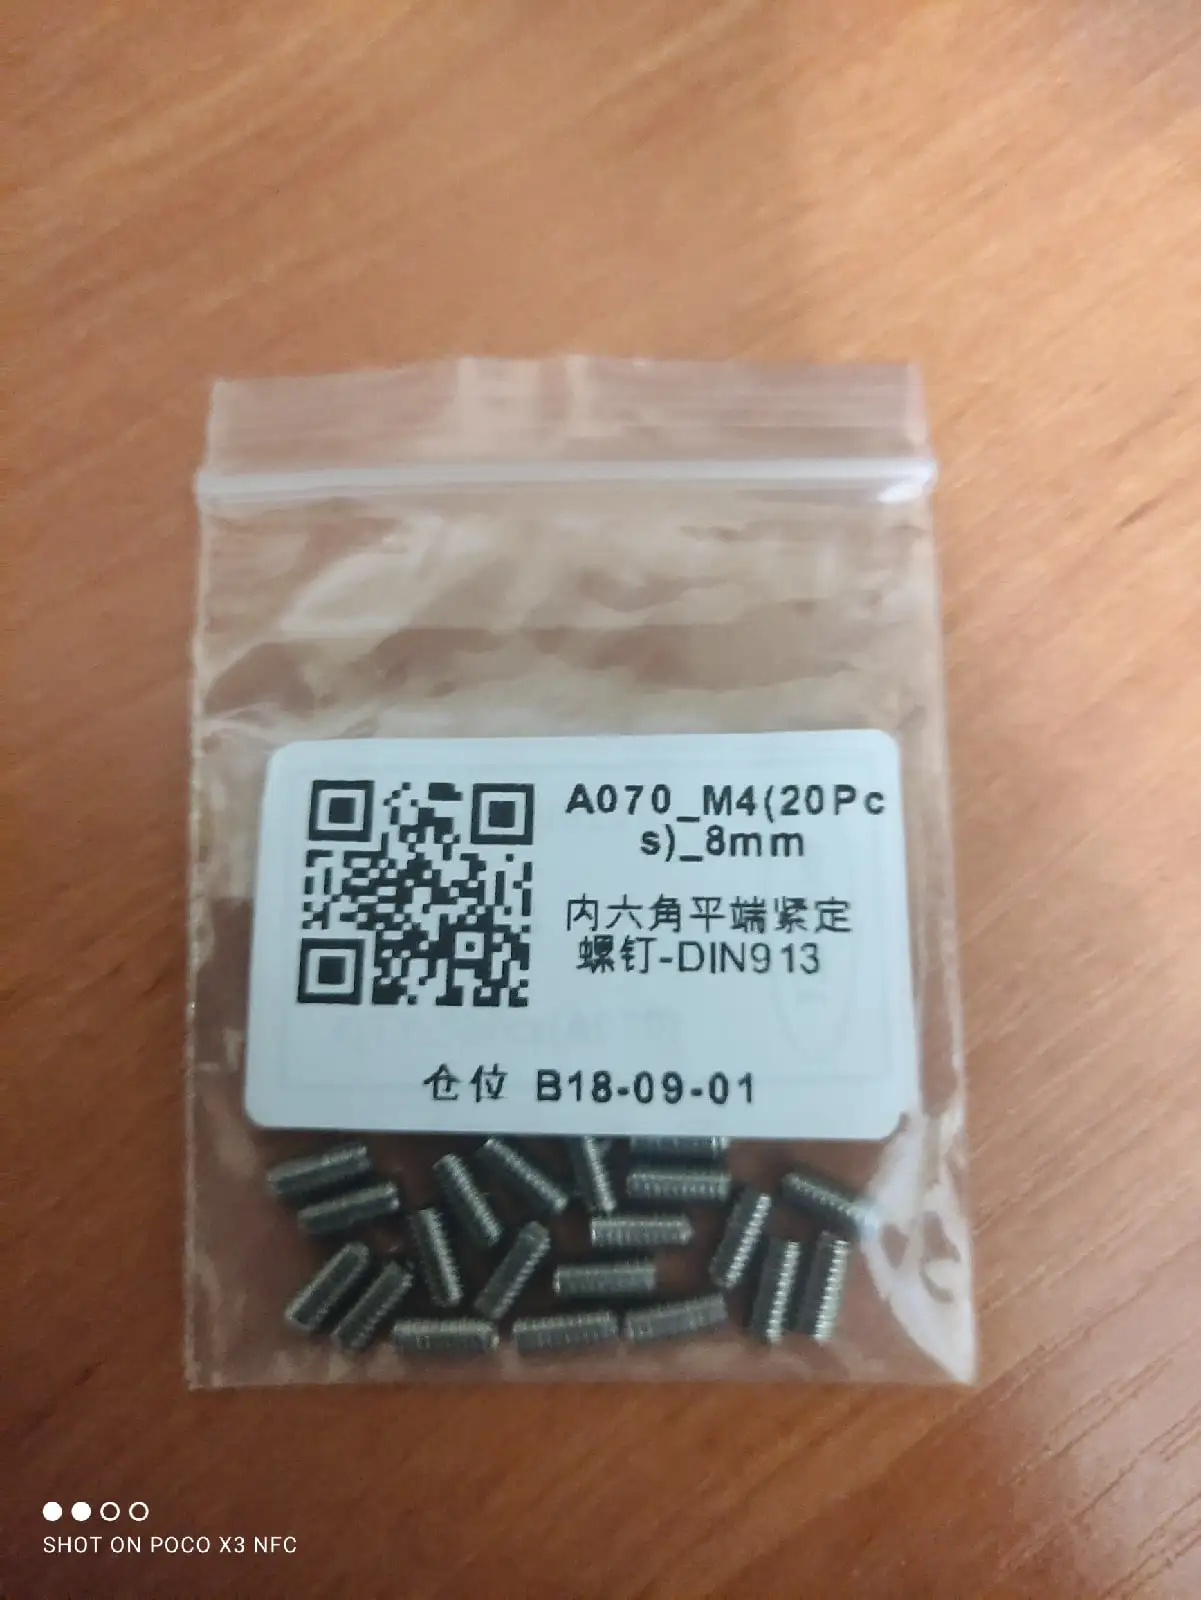 A070_M4(20Pc
s)_8mm
内六角平端紧定
螺钉-DIN913
仓位 B18-09-01
SHOT ON POCO X3 NFC